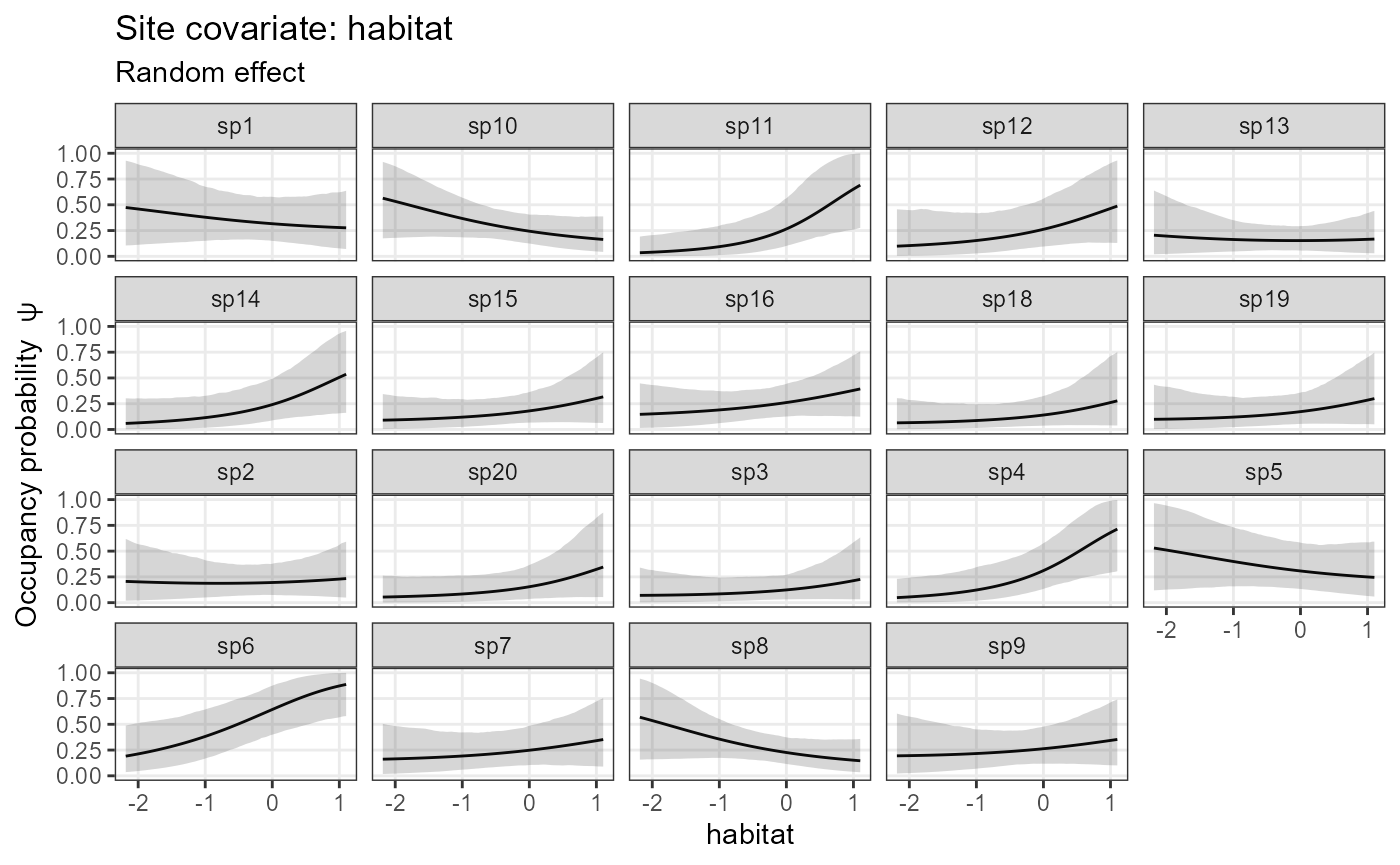 Site covariate: habitat
Random effect
sp1 sp10 sp11 sp12 sp13
1.00
0.75
0.50
0.25
0.00
sp14 sp15 sp16 sp18 sp19
1.00
0.75
0.50
0.25
0.00
sp2 sp20 sp3 sp4 sp5
1.00
0.75
0.50
0.25
0.00
-2 -1 0 1
sp6 sp7 sp8 sp9
1.00
0.75
0.50
0.25
0.00
-2 -1 0 1 -2 -1 0 1 -2 -1 0 1 -2 -1 0 1
habitat
Occupancy probability ψ